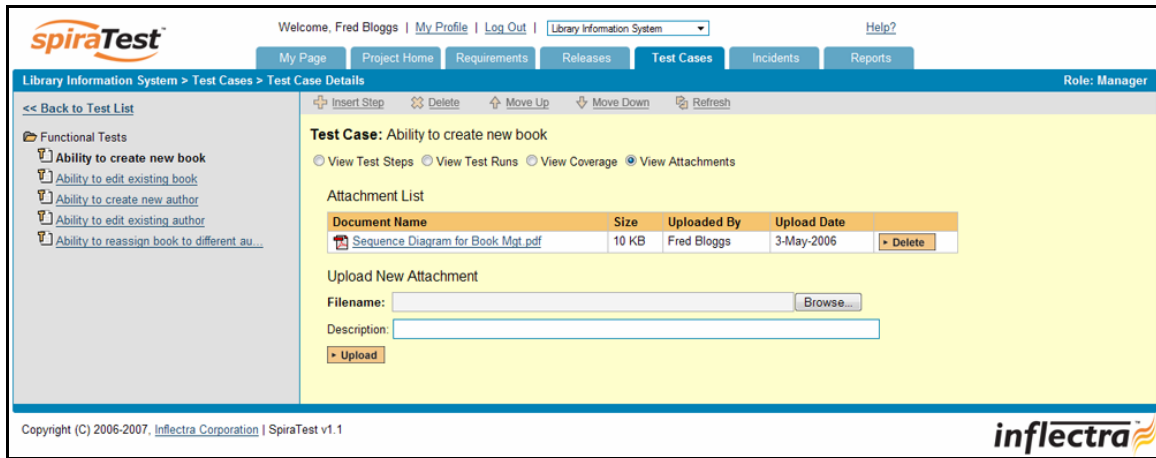 spiraTest
Welcome, Fred Bloggs | My Profile | Log Out | Library Information System
Help?
My Page Project Home Requirements Releases Test Cases Incidents Reports
Library Information System > Test Cases > Test Case Details
Role: Manager
<< Back to Test List
Functional Tests
Ability to create new book
Ability to edit existing book
Ability to create new author
Ability to edit existing author
Ability to reassign book to different au...
Insert Step Delete Move Up Move Down Refresh
Test Case: Ability to create new book
View Test Steps View Test Runs View Coverage View Attachments
Attachment List
Document Name Size Uploaded By Upload Date
Sequence Diagram for Book Mgt.pdf 10 KB Fred Bloggs 3-May-2006 Delete
Upload New Attachment
Filename: Browse...
Description:
Upload
Copyright (C) 2006-2007, Inflectra Corporation | SpiraTest v1.1
inflectra